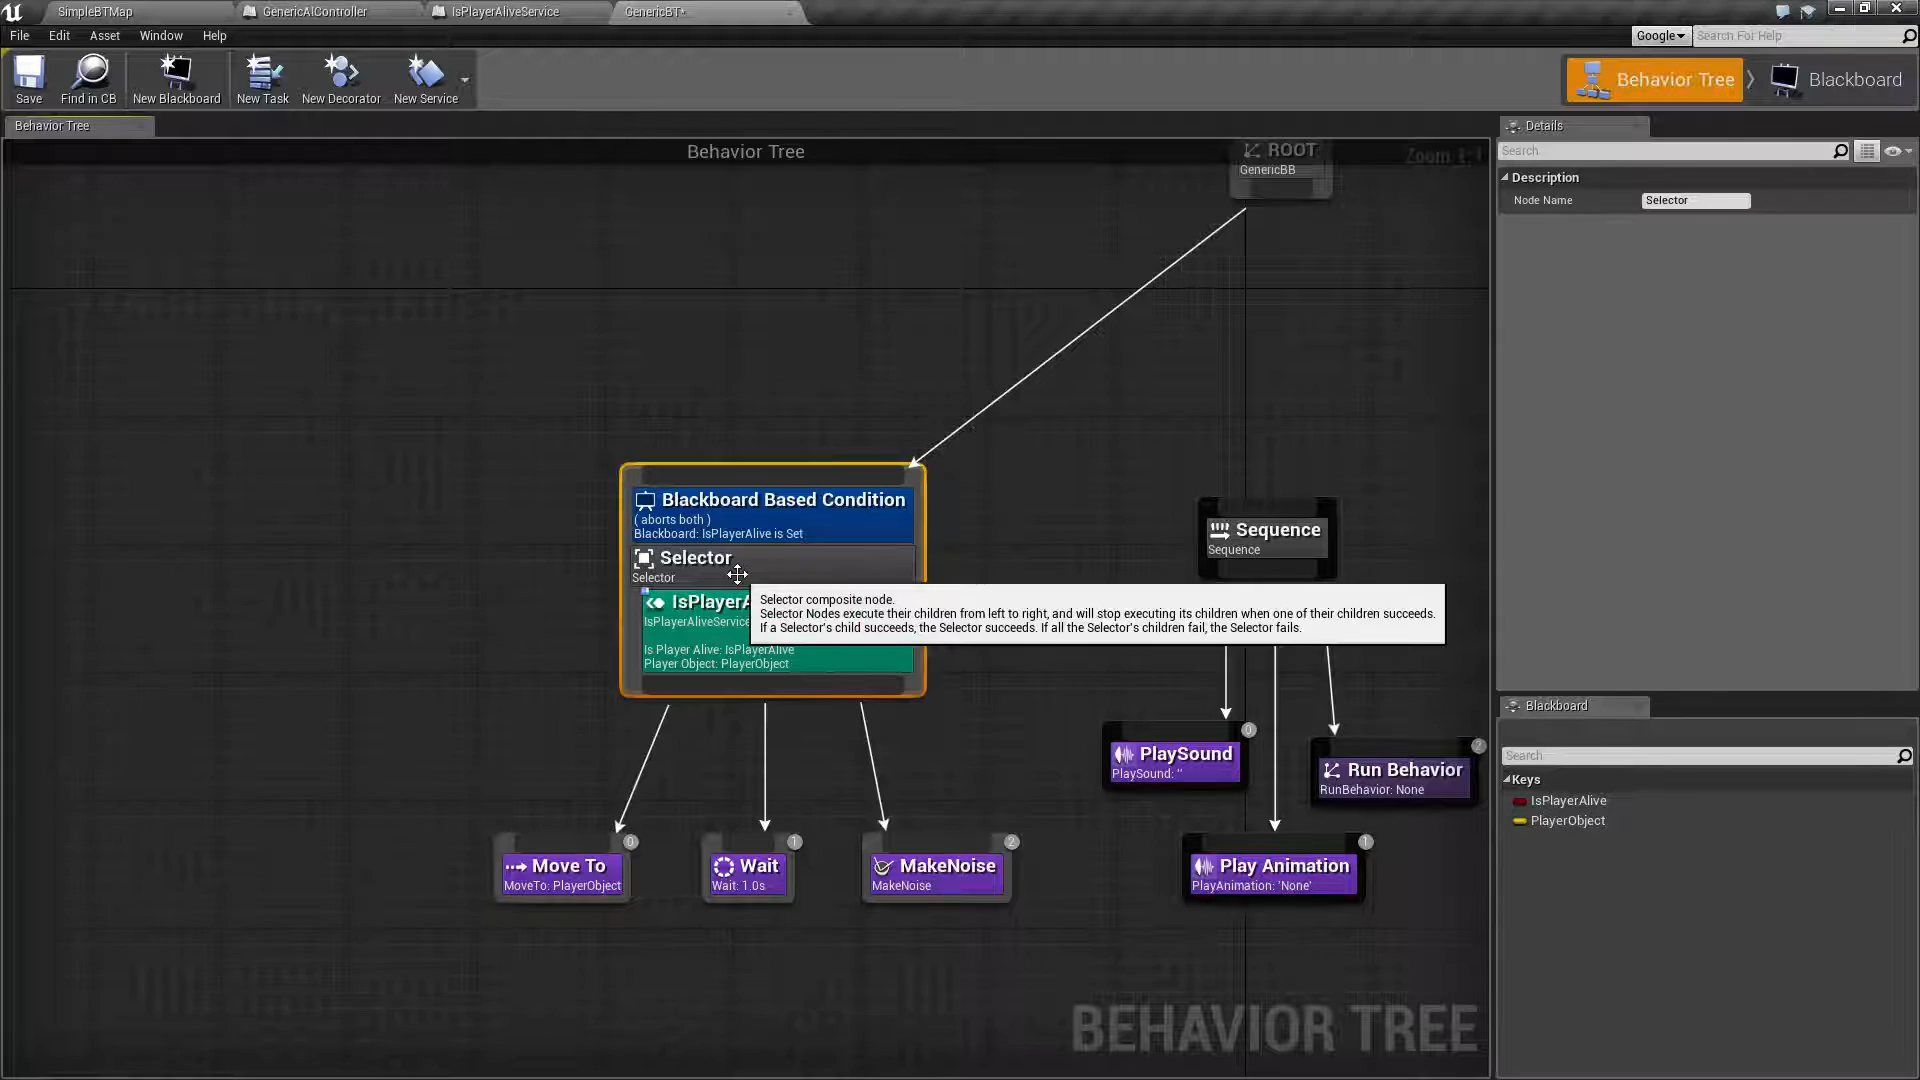 SimpleBTMap
GenericAIController
IsPlayerAliveService
GenericBT*
File Edit Asset Window Help
Google
Search For Help
Save
Find in CB
New Blackboard
New Task
New Decorator
New Service
Behavior Tree
Blackboard
Behavior Tree
Behavior Tree
Zoom 1:1
ROOT
GenericBB
Blackboard Based Condition
( aborts both )
Blackboard: IsPlayerAlive is Set
Selector
Selector
IsPlayerA
IsPlayerAliveService
Is Player Alive: IsPlayerAlive
Player Object: PlayerObject
Selector composite node.
Selector Nodes execute their children from left to right, and will stop executing its children when one of their children succeeds.
If a Selector's child succeeds, the Selector succeeds. If all the Selector's children fail, the Selector fails.
Sequence
Sequence
0
PlaySound
PlaySound: ''
2
Run Behavior
RunBehavior: None
0
Move To
MoveTo: PlayerObject
1
Wait
Wait: 1.0s
2
MakeNoise
MakeNoise
1
Play Animation
PlayAnimation: 'None'
BEHAVIOR TREE
Details
Search
Description
Node Name
Selector
Blackboard
Search
Keys
IsPlayerAlive
PlayerObject